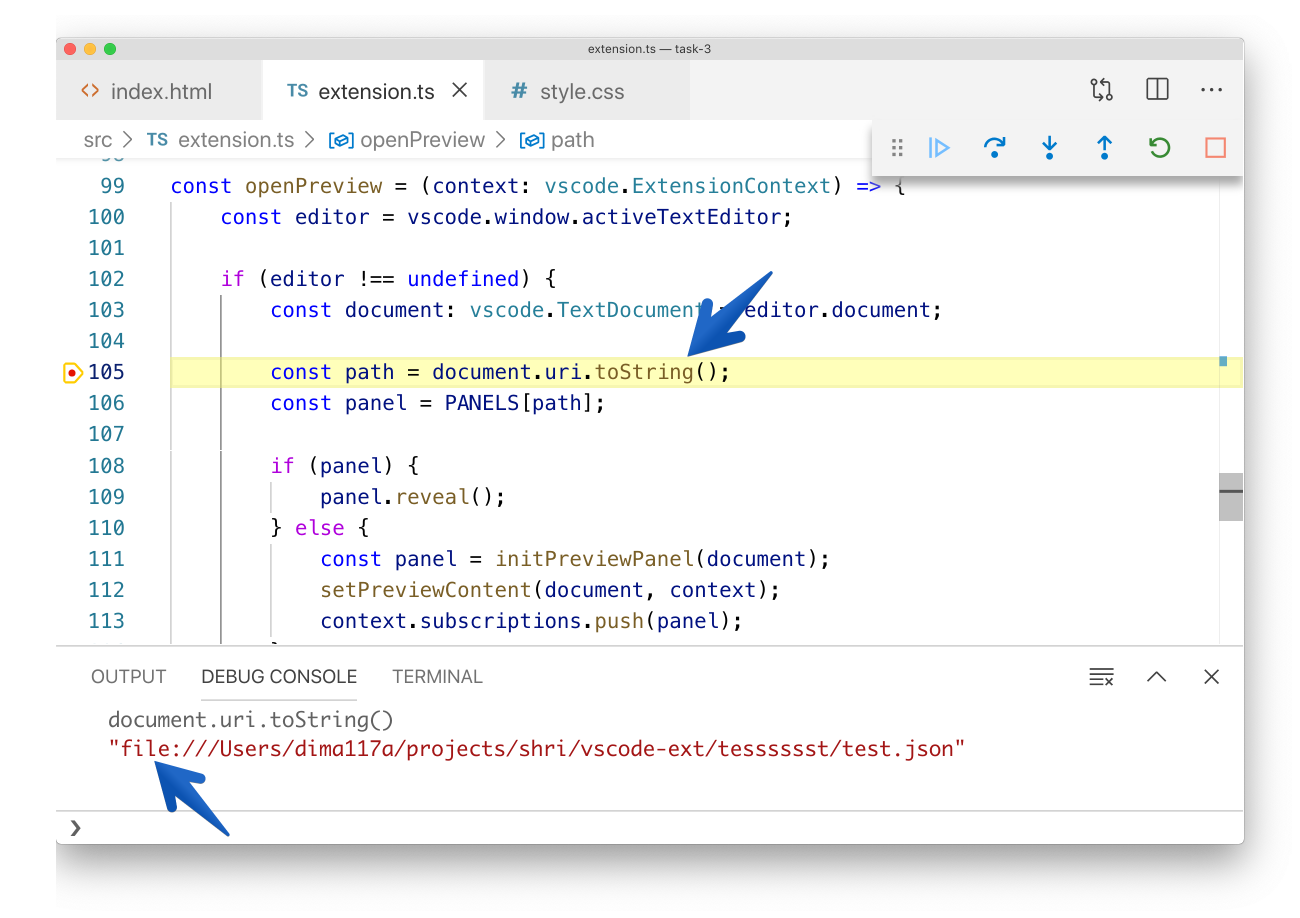 extension.ts — task-3
<> index.html TS extension.ts # style.css
src > TS extension.ts > openPreview > path
99 const openPreview = (context: vscode.ExtensionContext) => {
100 const editor = vscode.window.activeTextEditor;
101
102 if (editor !== undefined) {
103 const document: vscode.TextDocument = editor.document;
104
105 const path = document.uri.toString();
106 const panel = PANELS[path];
107
108 if (panel) {
109 panel.reveal();
110 } else {
111 const panel = initPreviewPanel(document);
112 setPreviewContent(document, context);
113 context.subscriptions.push(panel);
OUTPUT DEBUG CONSOLE TERMINAL
document.uri.toString()
"file:///Users/dima117a/projects/shri/vscode-ext/tesssssst/test.json"
❯